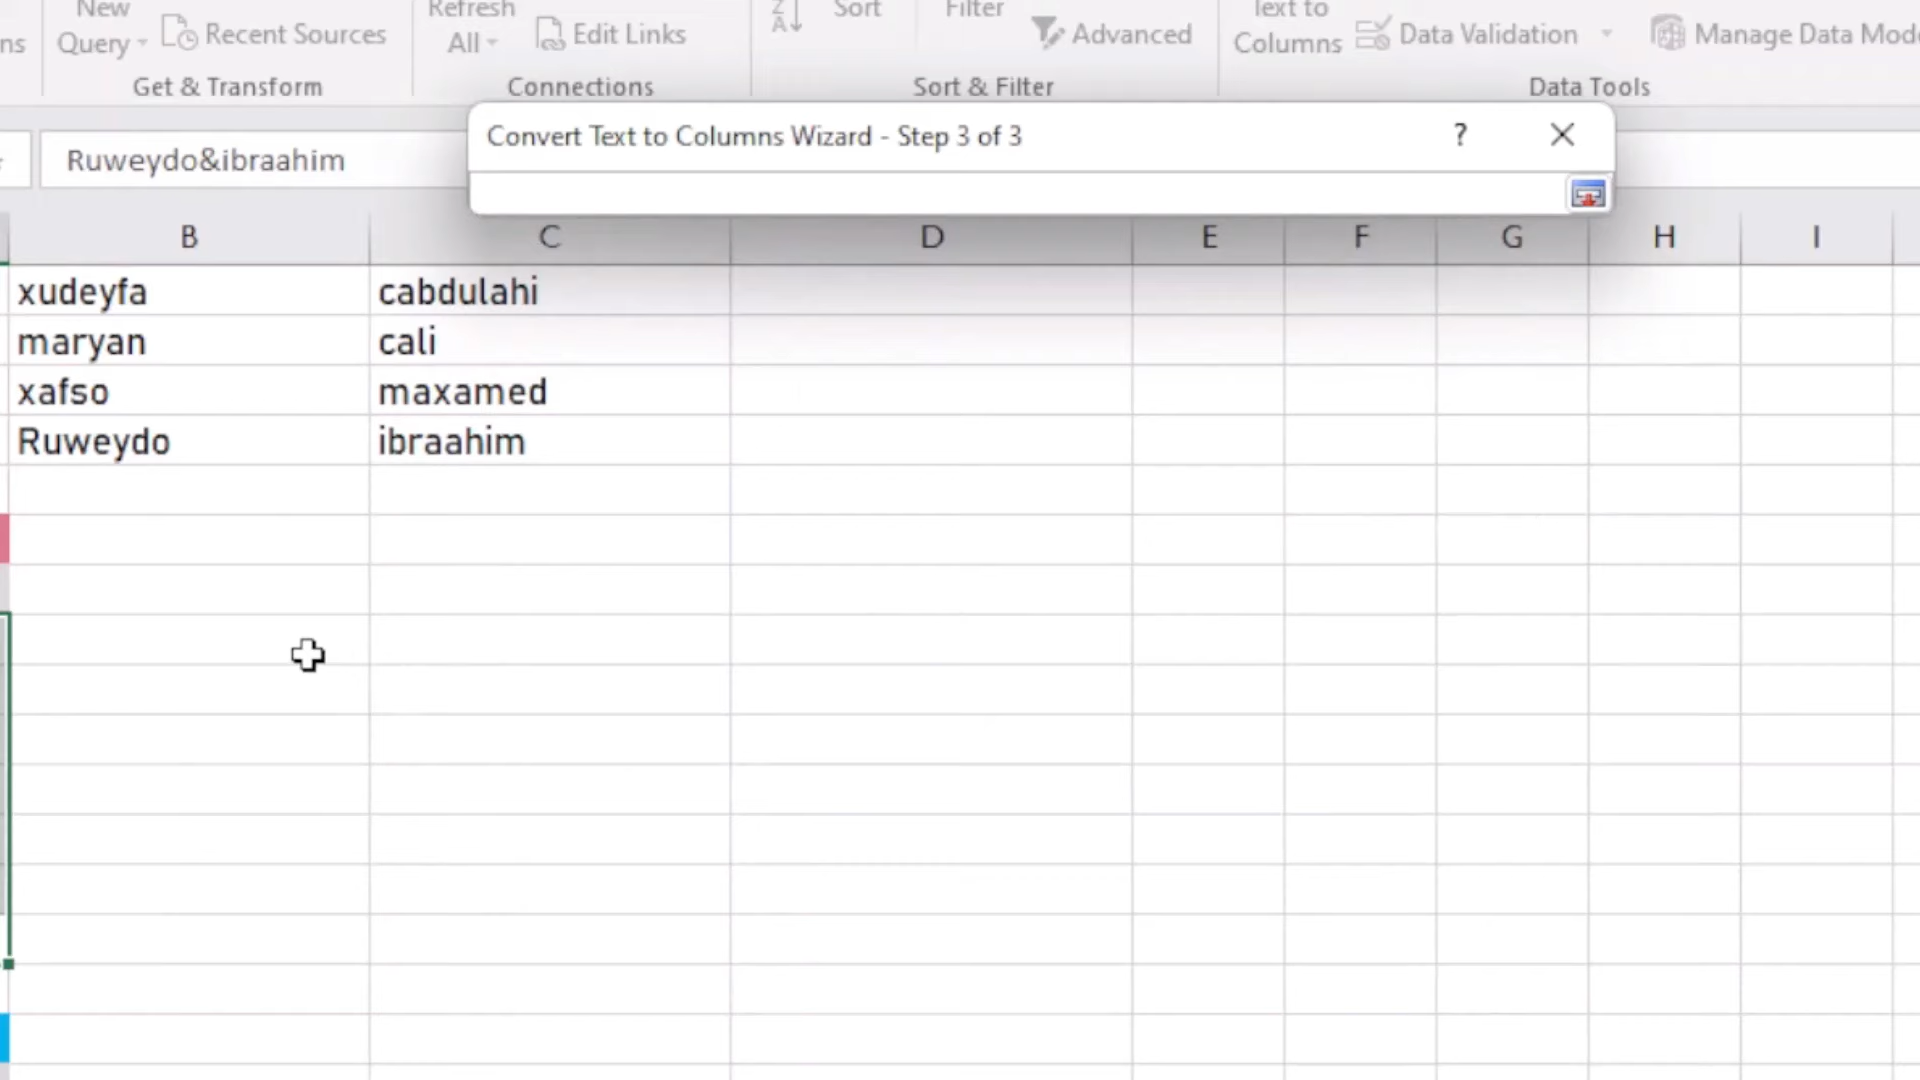 New Refresh Sort Filter Text to
ns Query Recent Sources All Edit Links Z A Advanced Columns Data Validation Manage Data Mode
Get & Transform Connections Sort & Filter Data Tools
Convert Text to Columns Wizard - Step 3 of 3 ?
Ruweydo&ibraahim
B C D E F G H I
xudeyfa cabdulahi
maryan cali
xafso maxamed
Ruweydo ibraahim